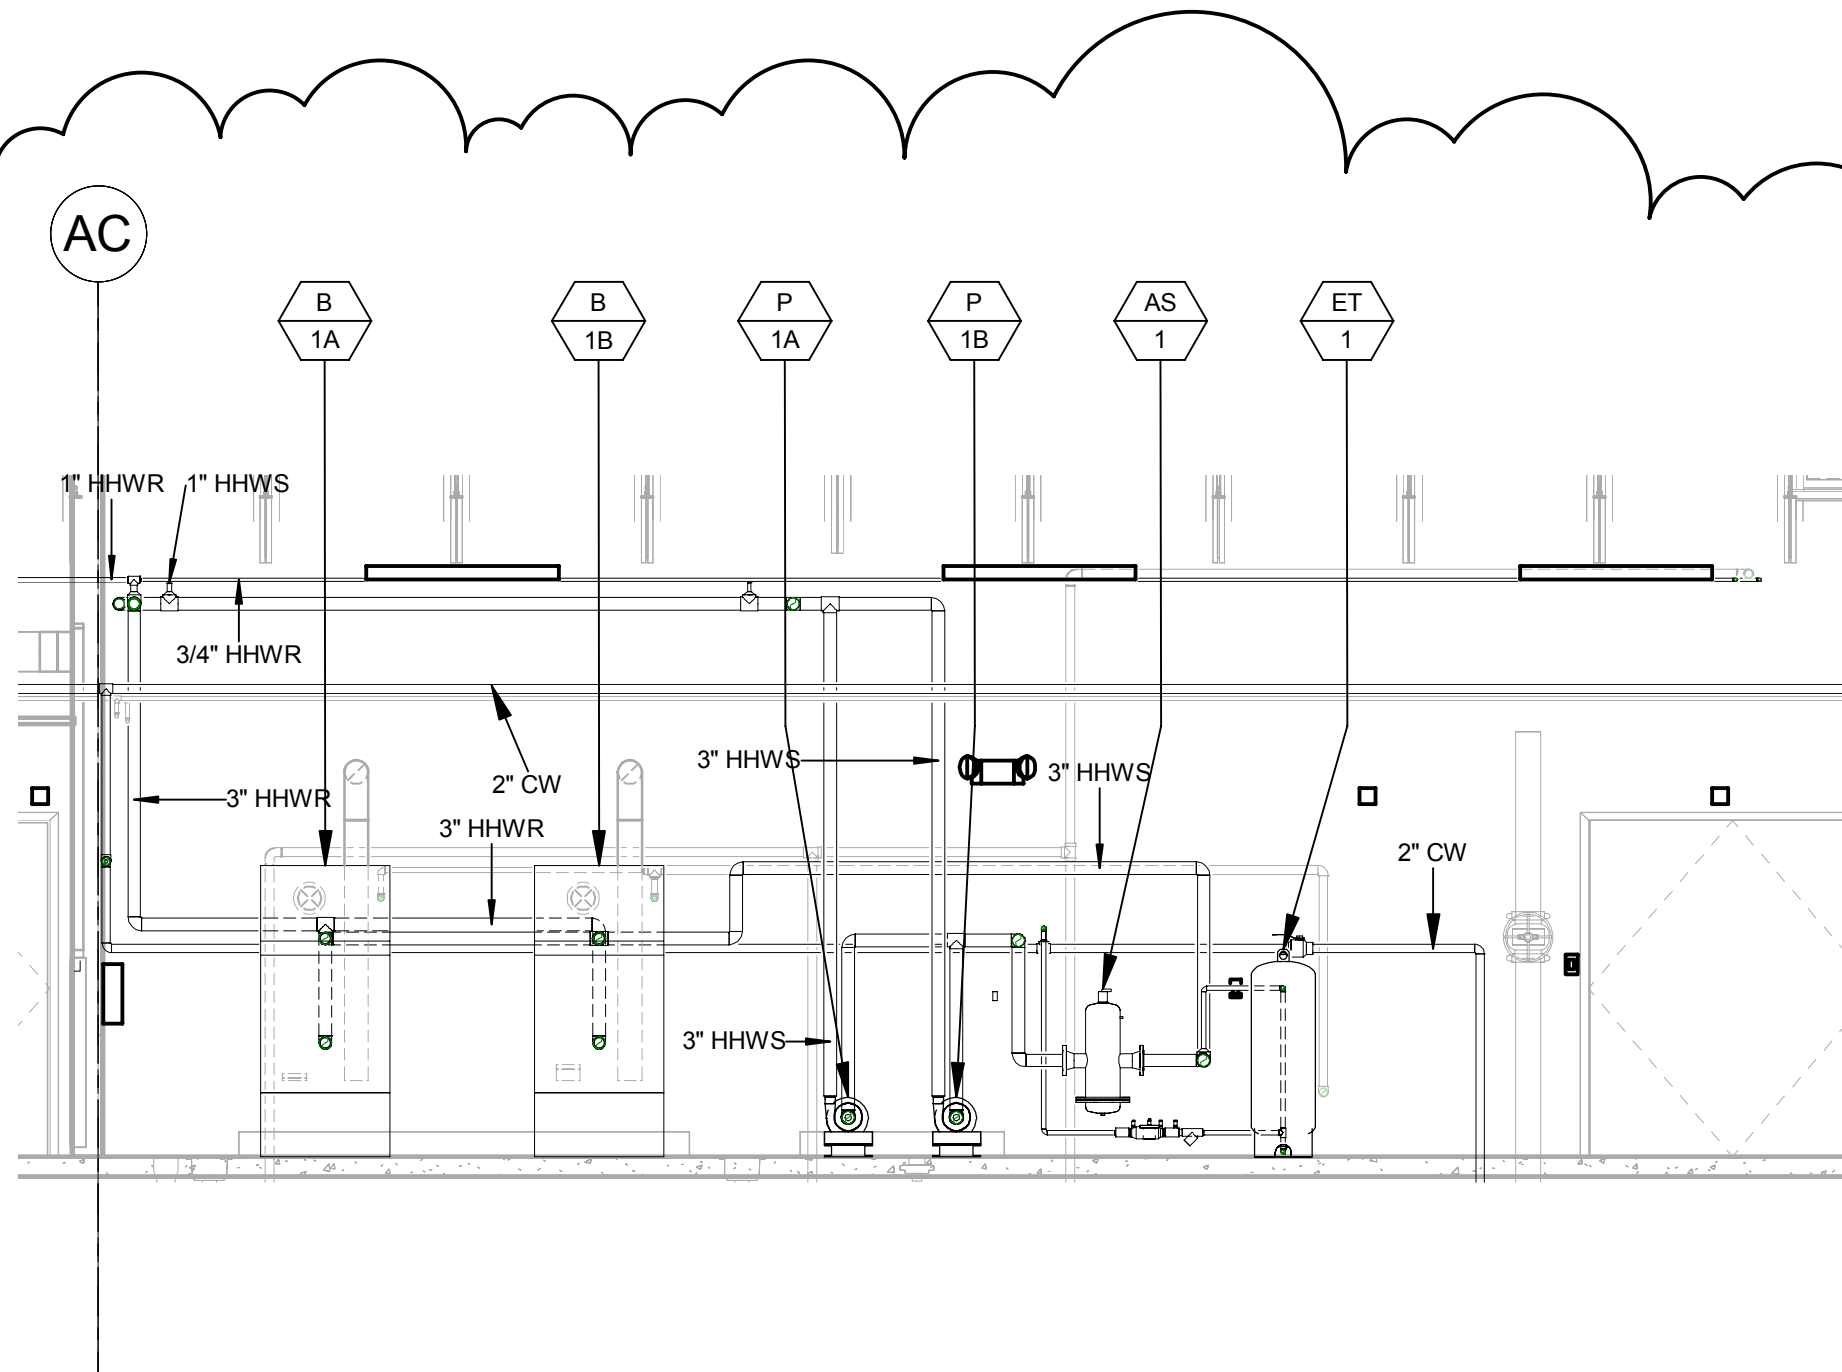 AC
B
1A
B
1B
P
1A
P
1B
AS
1
ET
1
1" HHWR
1" HHWS
3/4" HHWR
3" HHWS
3" HHWS
2" CW
3" HHWR
3" HHWR
2" CW
3" HHWS